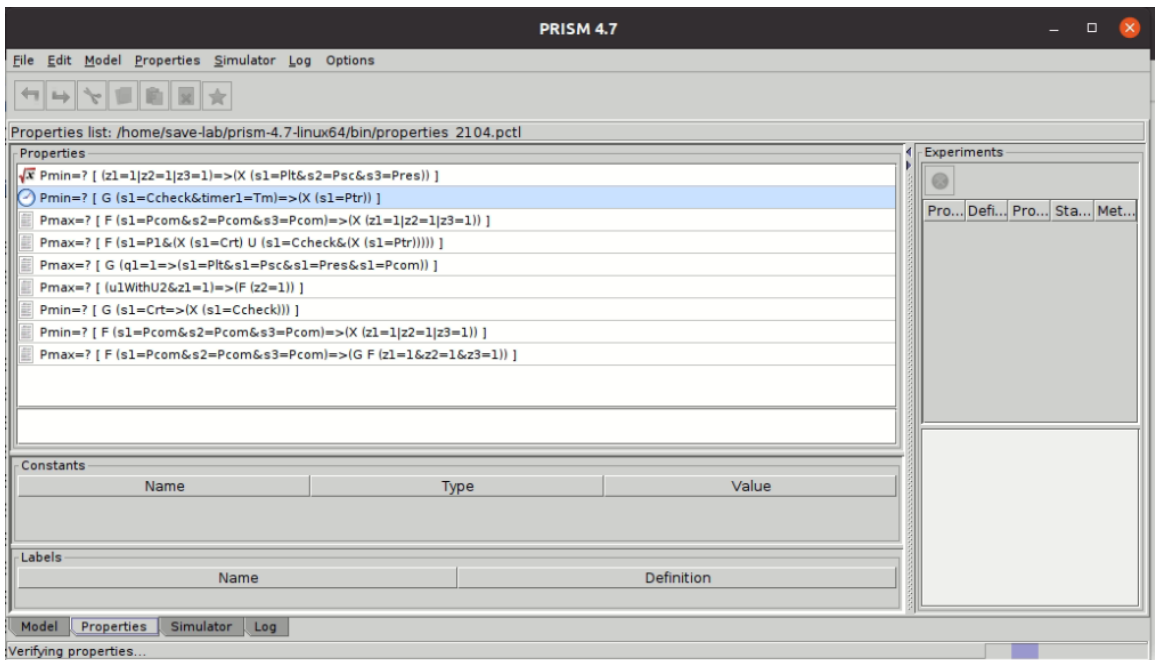 PRISM 4.7
File Edit Model Properties Simulator Log Options
Properties list: /home/save-lab/prism-4.7-linux64/bin/properties_2104.pctl
Properties
Pmin=? [ (z1=1|z2=1|z3=1)=>(X (s1=Plt&s2=Psc&s3=Pres)) ]
Pmin=? [ G (s1=Ccheck&timer1=Tm)=>(X (s1=Ptr)) ]
Pmax=? [ F (s1=Pcom&s2=Pcom&s3=Pcom)=>(X (z1=1|z2=1|z3=1)) ]
Pmax=? [ F (s1=P1&(X (s1=Crt) U (s1=Ccheck&(X (s1=Ptr))))) ]
Pmax=? [ G (q1=1=>(s1=Plt&s1=Psc&s1=Pres&s1=Pcom)) ]
Pmax=? [ (u1WithU2&z1=1)=>(F (z2=1)) ]
Pmin=? [ G (s1=Crt=>(X (s1=Ccheck))) ]
Pmin=? [ F (s1=Pcom&s2=Pcom&s3=Pcom)=>(X (z1=1|z2=1|z3=1)) ]
Pmax=? [ F (s1=Pcom&s2=Pcom&s3=Pcom)=>(G F (z1=1&z2=1&z3=1)) ]
Experiments
Pro... Defi... Pro... Sta... Met...
Constants
Name Type Value
Labels
Name Definition
Model Properties Simulator Log
Verifying properties...